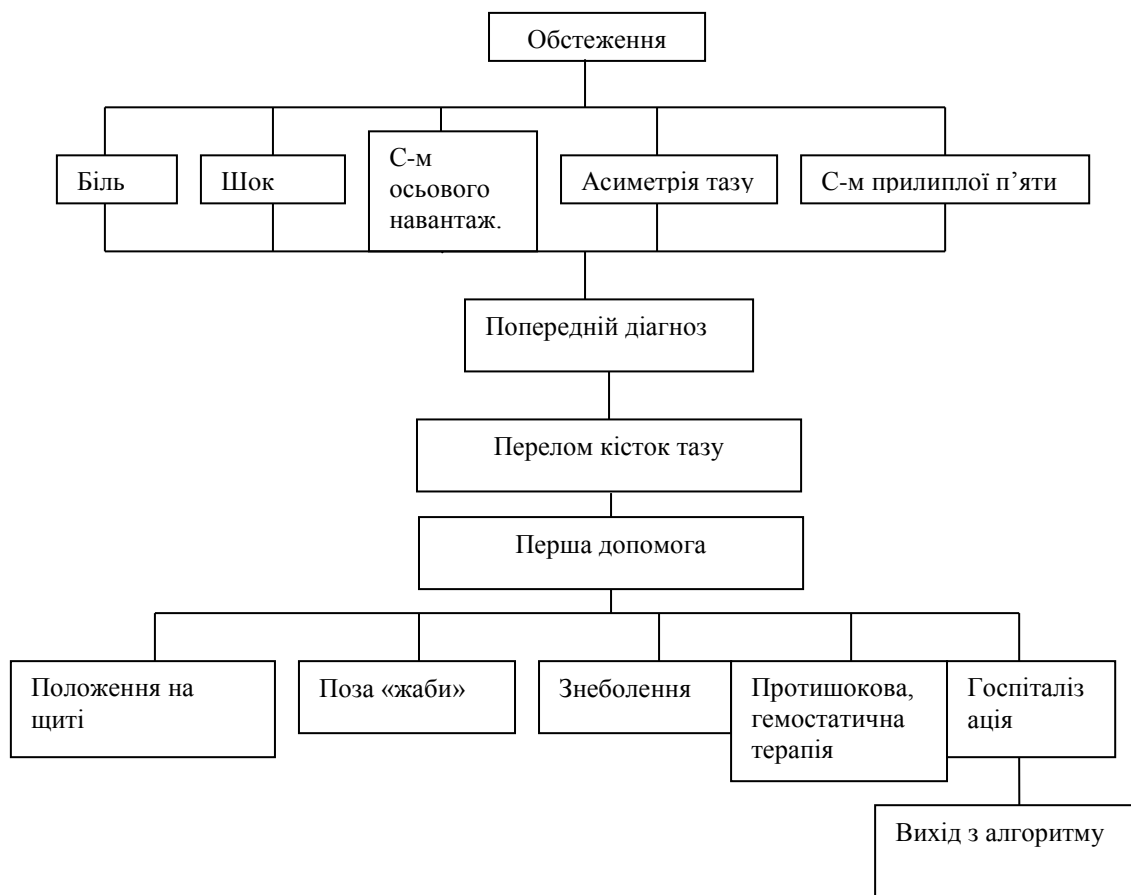 Обстеження
Біль
Шок
С-м
осьового
навантаж.
Асиметрія тазу
С-м прилиплої п’яти
Попередній діагноз
Перелом кісток тазу
Перша допомога
Положення на
щиті
Поза «жаби»
Знеболення
Протишокова,
гемостатична
терапія
Госпіталіз
ація
Вихід з алгоритму